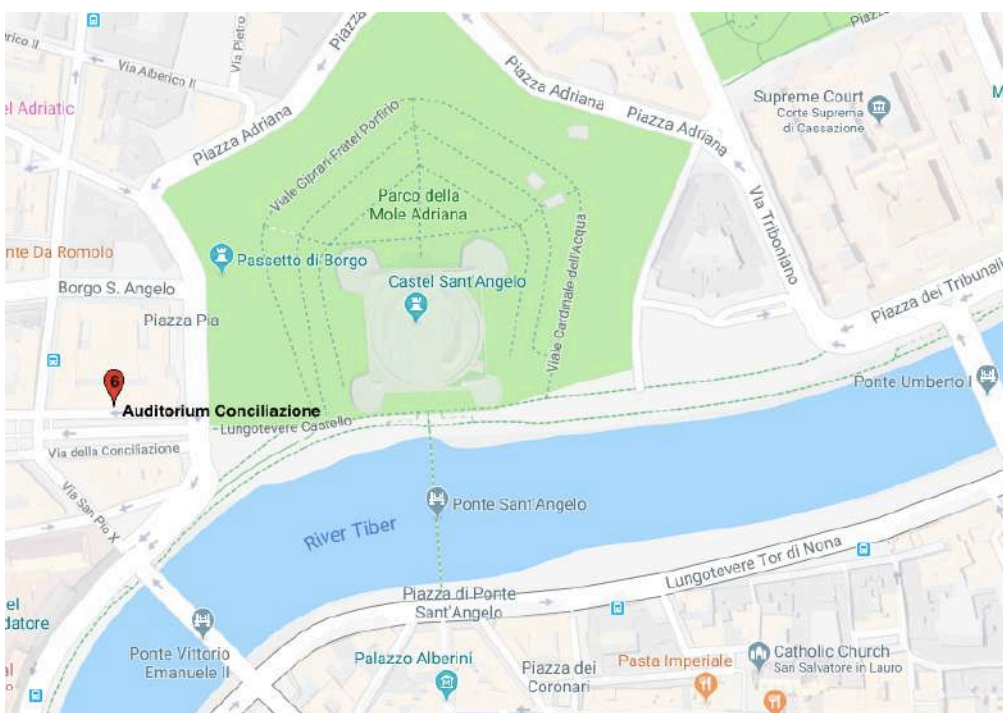 Via Alberico II
Via Pietro
Piazza Adriana
Piazza Adriana
Piazza Adriana
Supreme Court
Corte Suprema
di Cassazione
Viale Ciprari Fratel Porfirio
Parco della
Mole Adriana
Via Triboniano
Passetto di Borgo
Castel Sant'Angelo
Viale Cardinale dell'Acqua
Borgo S. Angelo
Piazza Pia
Piazza dei Tribunali
Ponte Umberto I
6
Auditorium Conciliazione
Lungotevere Castello
Via della Conciliazione
Via San Pio X
Ponte Sant'Angelo
River Tiber
Lungotevere Tor di Nona
Piazza di Ponte
Sant'Angelo
Ponte Vittorio
Emanuele II
Palazzo Alberini
Piazza dei
Coronari
Pasta Imperiale
Catholic Church
San Salvatore in Lauro